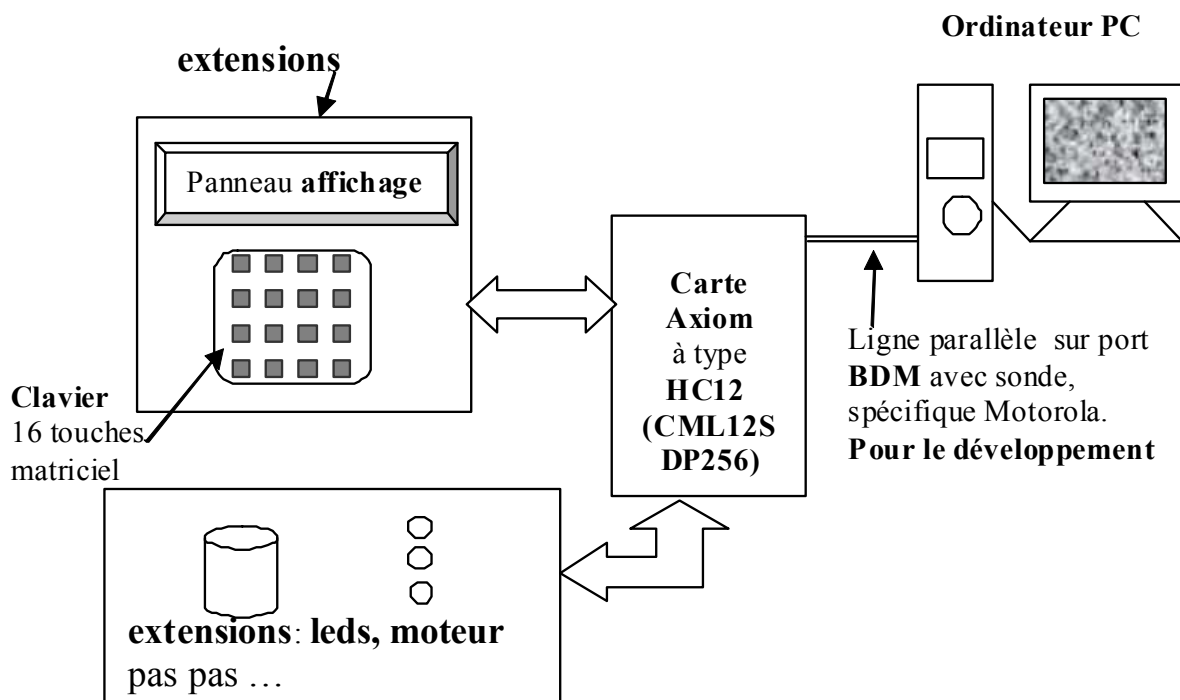 Ordinateur PC
extensions
Panneau affichage
Carte
Axiom
à type
HC12
(CML12S
DP256)
Ligne parallèle sur port
BDM avec sonde,
spécifique Motorola.
Pour le développement
Clavier
16 touches
matriciel
extensions: leds, moteur
pas pas …